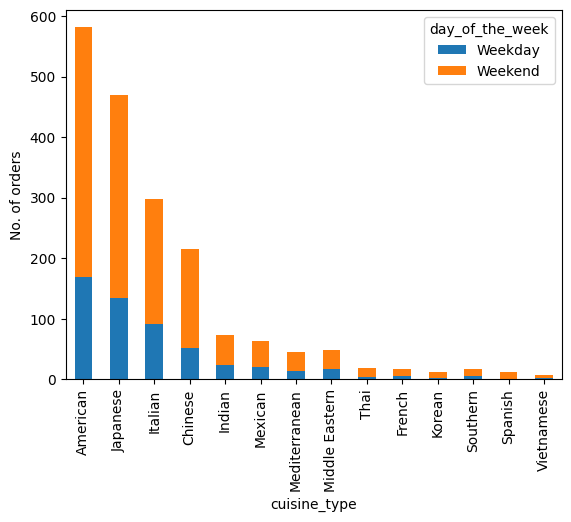 day_of_the_week
Weekday
Weekend
No. of orders
600
500
400
300
200
100
0
American
Japanese
Italian
Chinese
Indian
Mexican
Mediterranean
Middle Eastern
Thai
French
Korean
Southern
Spanish
Vietnamese
cuisine_type